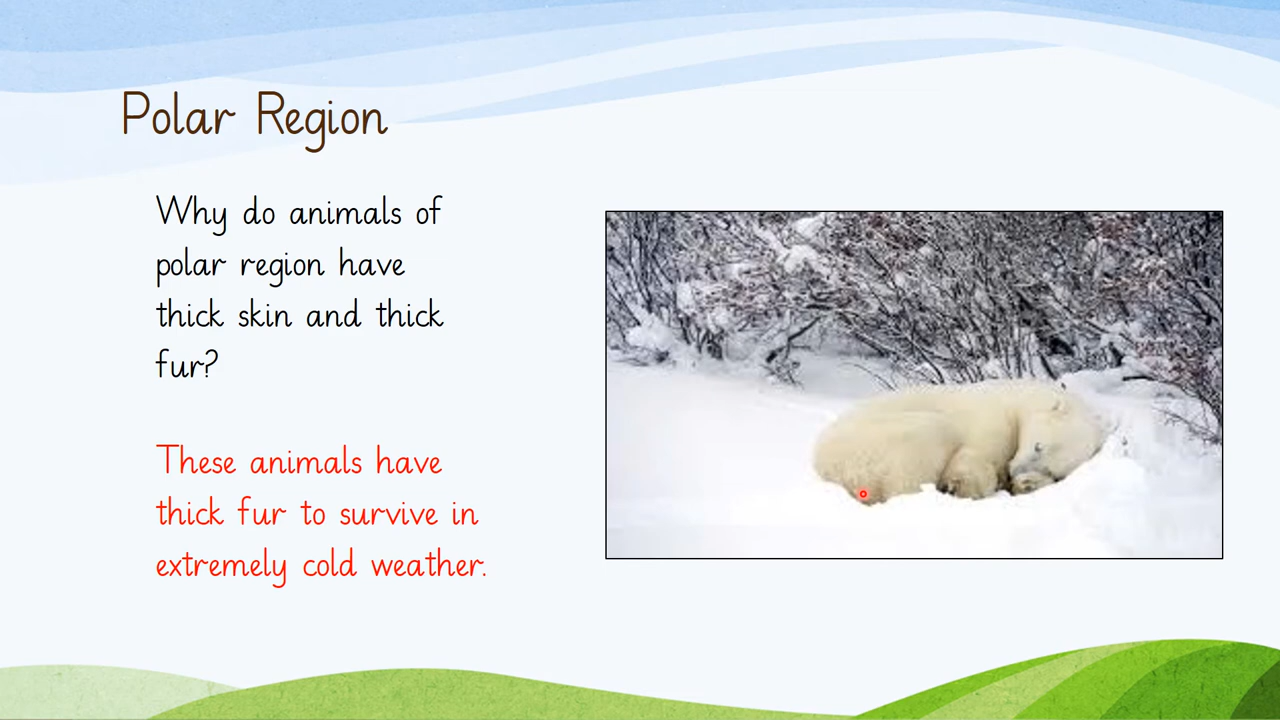 Polar Region
Why do animals of
polar region have
thick skin and thick
fur?
These animals have
thick fur to survive in
extremely cold weather.